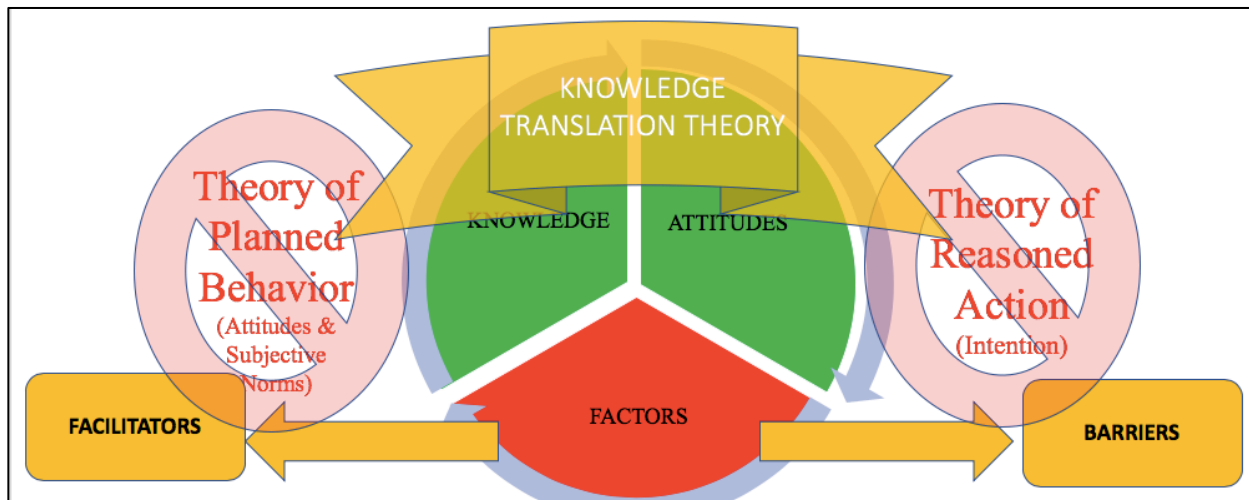 KNOWLEDGE
TRANSLATION THEORY
Theory of
Planned
Behavior
(Attitudes &
Subjective
Norms)
KNOWLEDGE
ATTITUDES
Theory of
Reasoned
Action
(Intention)
FACILITATORS
FACTORS
BARRIERS